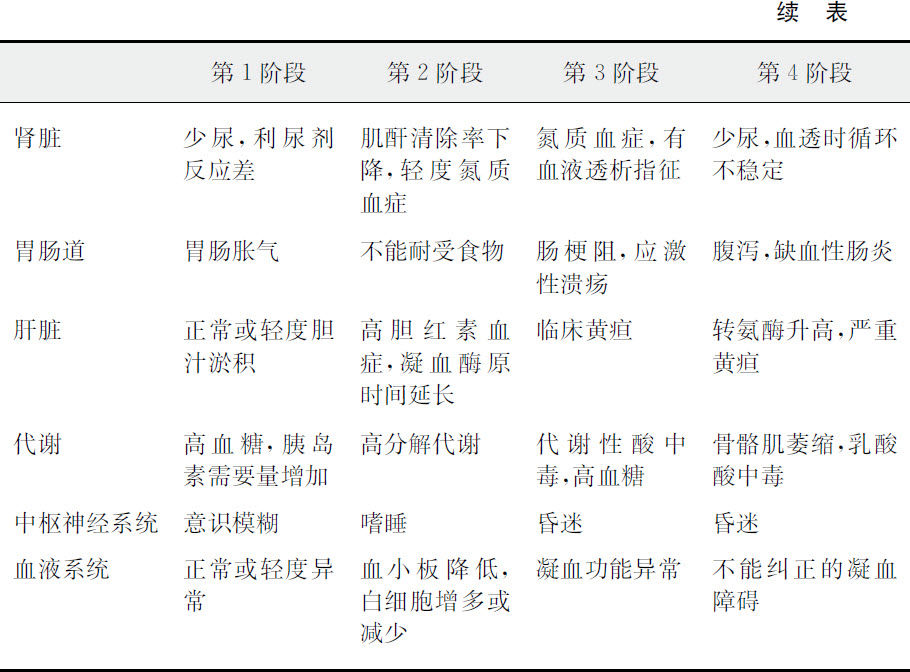 续 表
第1阶段 第2阶段 第3阶段 第4阶段
肾脏 少尿,利尿剂 肌酐清除率下 氮质血症,有 少尿,血透时循环
反应差 降,轻度氮质 血液透析指征 不稳定
血症
胃肠道 胃肠胀气 不能耐受食物 肠梗阻,应激 腹泻,缺血性肠炎
性溃疡
肝脏 正常或轻度胆 高胆红素血 临床黄疸 转氨酶升高,严重
汁淤积 症,凝血酶原 黄疸
时间延长
代谢 高血糖,胰岛 高分解代谢 代谢性酸中 骨骼肌萎缩,乳酸
素需要量增加 毒,高血糖 酸中毒
中枢神经系统 意识模糊 嗜睡 昏迷 昏迷
血液系统 正常或轻度异 血小板降低, 凝血功能异常 不能纠正的凝血
常 白细胞增多或 障碍
减少